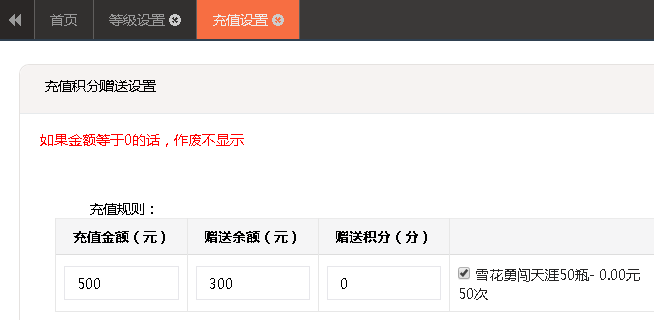 首页 等级设置 充值设置
充值积分赠送设置
如果金额等于0的话，作废不显示
充值规则：
充值金额（元） 赠送余额（元） 赠送积分（分）
500 300 0 雪花勇闯天涯50瓶- 0.00元
50次